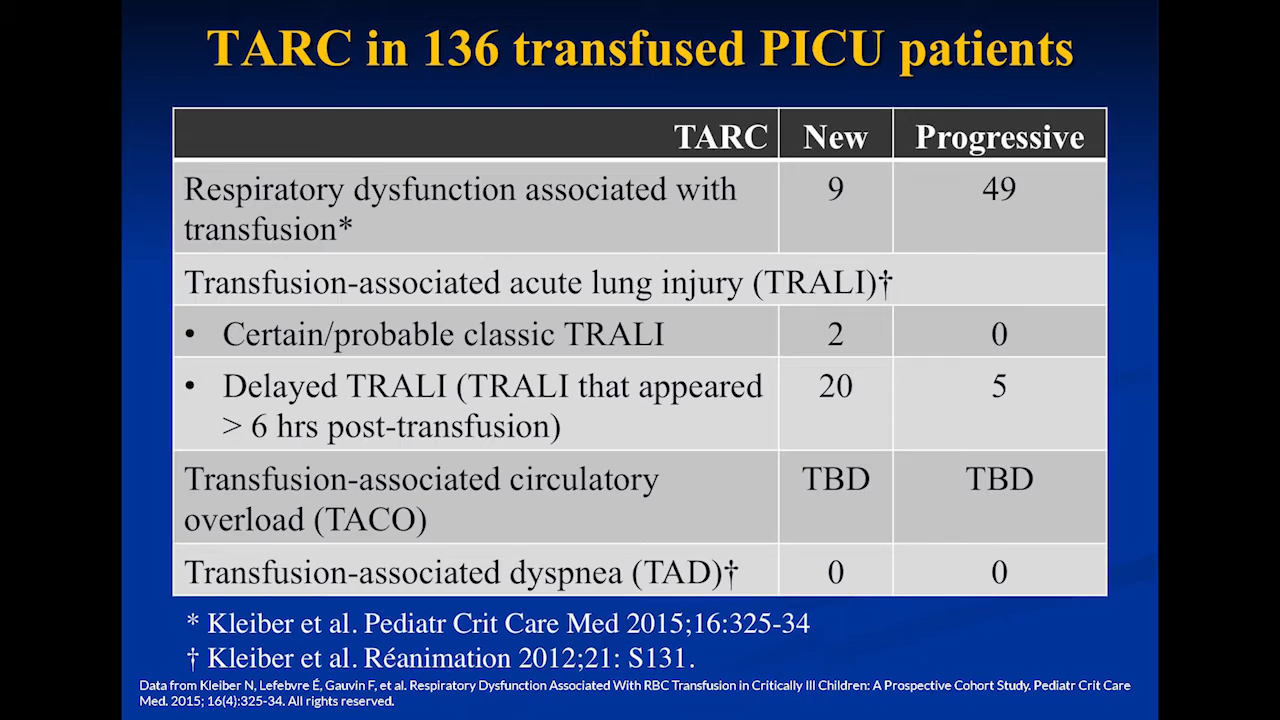 TARC in 136 transfused PICU patients
TARC New Progressive
Respiratory dysfunction associated with 9 49
transfusion*
Transfusion-associated acute lung injury (TRALI)†
• Certain/probable classic TRALI 2 0
• Delayed TRALI (TRALI that appeared 20 5
> 6 hrs post-transfusion)
Transfusion-associated circulatory TBD TBD
overload (TACO)
Transfusion-associated dyspnea (TAD)† 0 0
* Kleiber et al. Pediatr Crit Care Med 2015;16:325-34
† Kleiber et al. Réanimation 2012;21: S131.
Data from Kleiber N, Lefebvre É, Gauvin F, et al. Respiratory Dysfunction Associated With RBC Transfusion in Critically Ill Children: A Prospective Cohort Study. Pediatr Crit Care
Med. 2015; 16(4):325-34. All rights reserved.